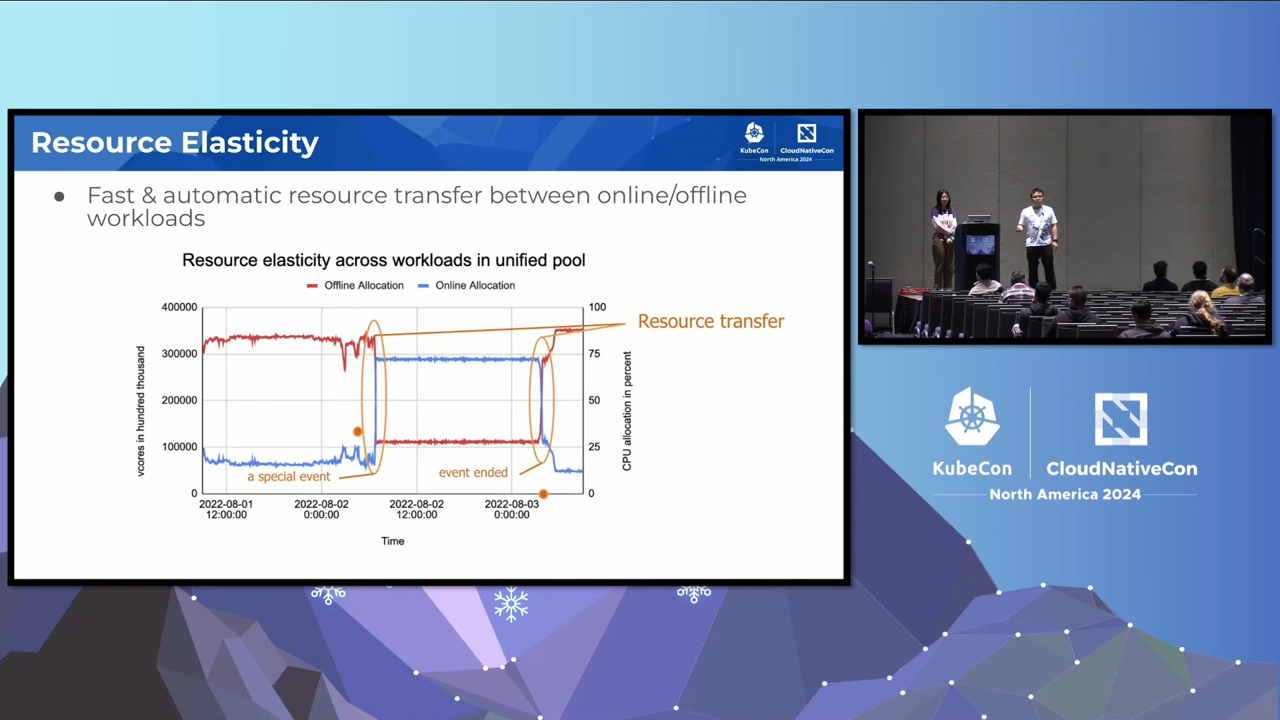 Resource Elasticity
KubeCon
CloudNativeCon
North America 2024
● Fast & automatic resource transfer between online/offline
workloads
Resource elasticity across workloads in unified pool
Offline Allocation
Online Allocation
400000
300000
200000
100000
0
vcores in hundred thousand
100
75
50
25
0
CPU allocation in percent
Resource transfer
a special event
event ended
2022-08-01
12:00:00
2022-08-02
0:00:00
2022-08-02
12:00:00
2022-08-03
0:00:00
Time
KubeCon
CloudNativeCon
North America 2024